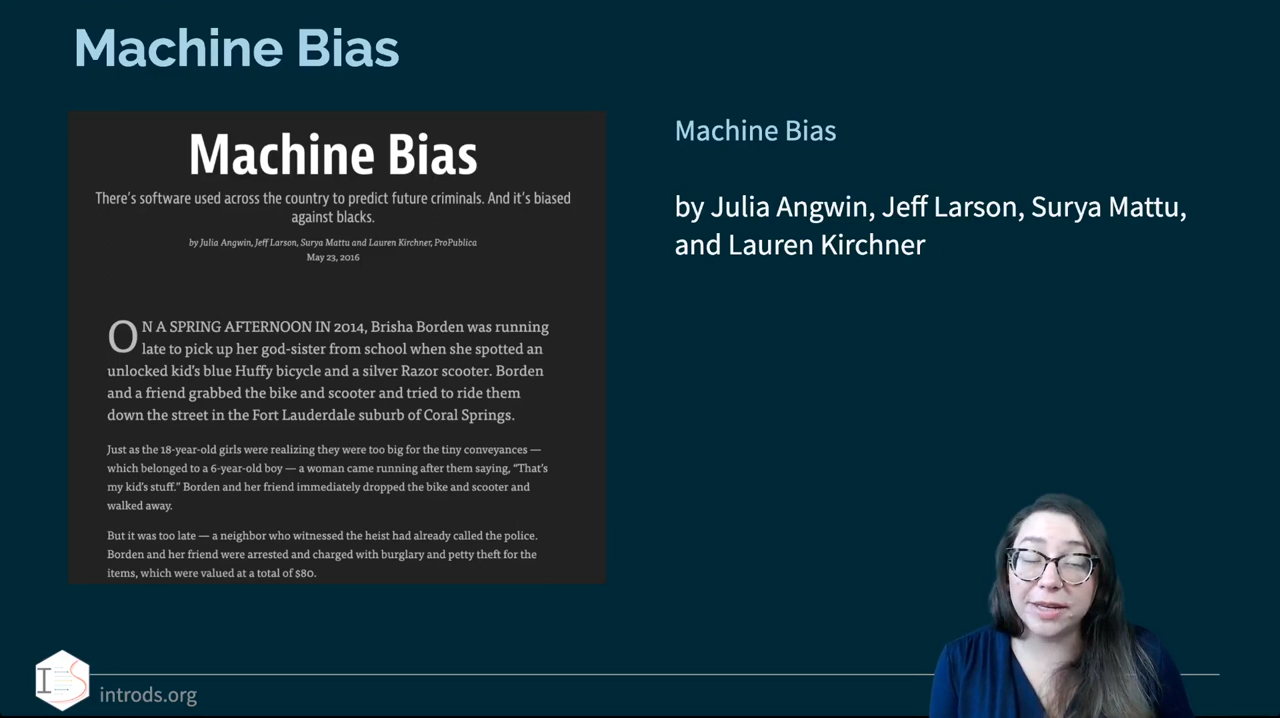 Machine Bias
Machine Bias
There's software used across the country to predict future criminals. And it's biased
against blacks.
by Julia Angwin, Jeff Larson, Surya Mattu and Lauren Kirchner, ProPublica
May 23, 2016
ON A SPRING AFTERNOON IN 2014, Brisha Borden was running
late to pick up her god-sister from school when she spotted an
unlocked kid's blue Huffy bicycle and a silver Razor scooter. Borden
and a friend grabbed the bike and scooter and tried to ride them
down the street in the Fort Lauderdale suburb of Coral Springs.
Just as the 18-year-old girls were realizing they were too big for the tiny conveyances —
which belonged to a 6-year-old boy — a woman came running after them saying, “That's
my kid's stuff.” Borden and her friend immediately dropped the bike and scooter and
walked away.
But it was too late — a neighbor who witnessed the heist had already called the police.
Borden and her friend were arrested and charged with burglary and petty theft for the
items, which were valued at a total of $80.
Machine Bias
by Julia Angwin, Jeff Larson, Surya Mattu,
and Lauren Kirchner
IDS
introds.org